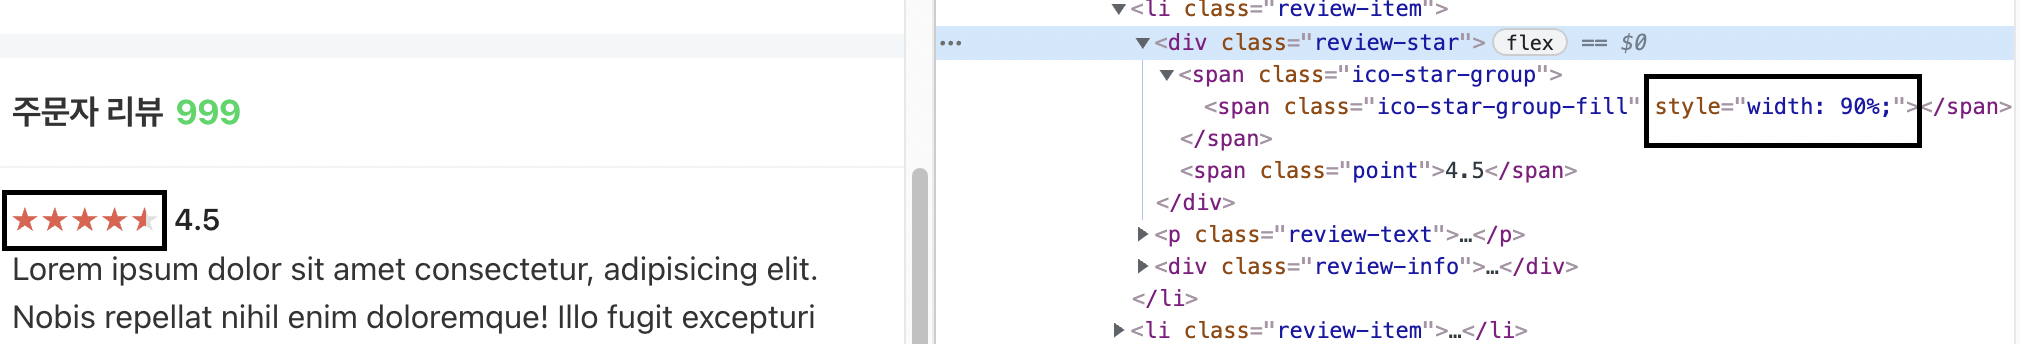 주문자 리뷰 999
★★★★★ 4.5
Lorem ipsum dolor sit amet consectetur, adipisicing elit.
Nobis repellat nihil enim doloremque! Illo fugit excepturi
▼<li class="review-item">
… ▼<div class="review-star"> flex == $0
▼<span class="ico-star-group">
<span class="ico-star-group-fill" style="width: 90%;"></span>
</span>
<span class="point">4.5</span>
</div>
▶<p class="review-text">…</p>
▶<div class="review-info">…</div>
</li>
▶<li class="review-item">…</li>